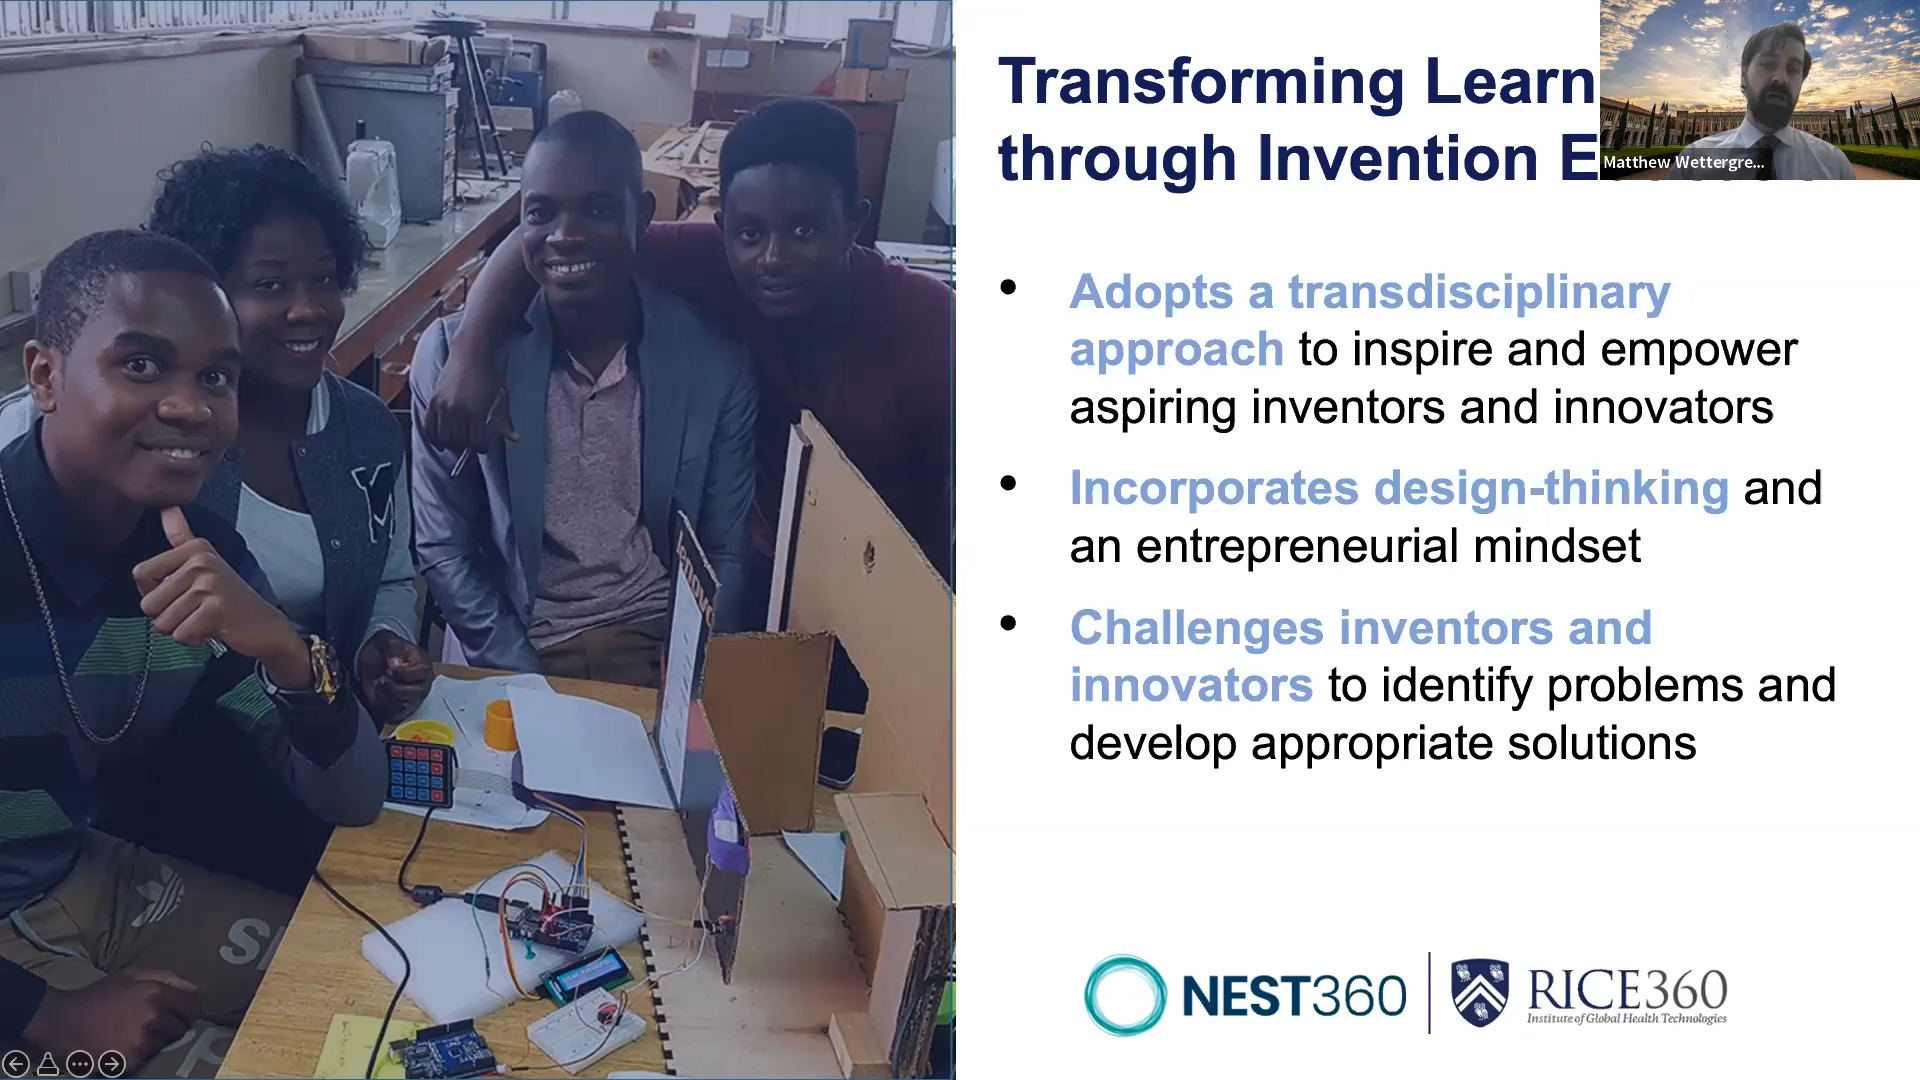 Transforming Learn
through Invention E
Matthew Wettergre...
Adopts a transdisciplinary
approach to inspire and empower
aspiring inventors and innovators
Incorporates design-thinking and
an entrepreneurial mindset
Challenges inventors and
innovators to identify problems and
develop appropriate solutions
NEST360
RICE360
Institute of Global Health Technologies